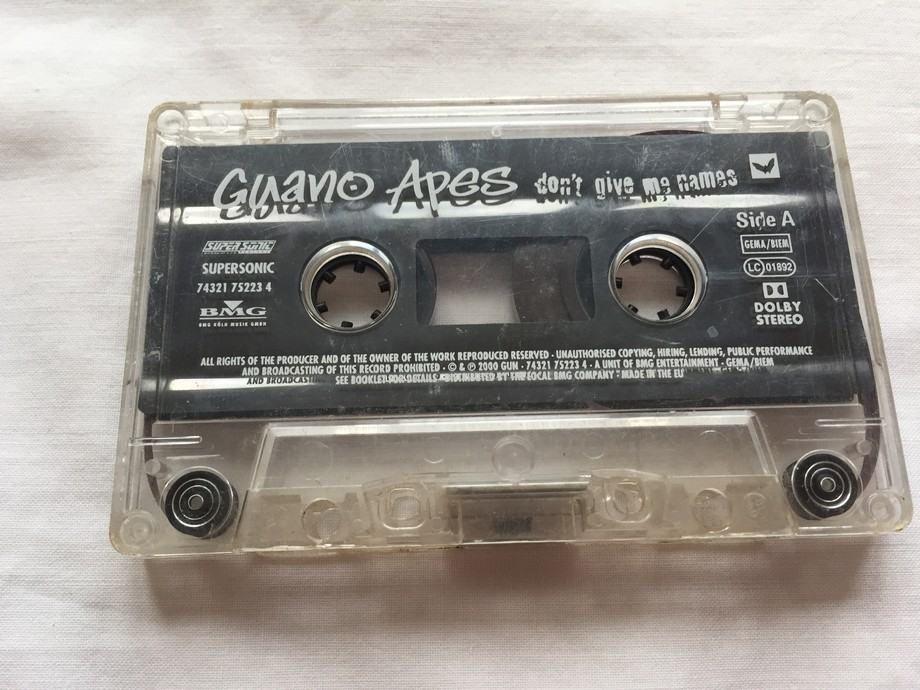 Guano Apes don't give me names
Side A
SUPERSONIC
SUPERSONIC
74321 75223 4
BMG
BMG KÖLN MUSIK GMBH
GEMA/BIEM
LC 01892
DOLBY
STEREO
ALL RIGHTS OF THE PRODUCER AND OF THE OWNER OF THE WORK REPRODUCED RESERVED · UNAUTHORISED COPYING, HIRING, LENDING, PUBLIC PERFORMANCE
AND BROADCASTING OF THIS RECORD PROHIBITED · © & ℗ 2000 GUN · 74321 75223 4 · A UNIT OF BMG ENTERTAINMENT · GEMA/BIEM
SEE BOOKLET FOR DETAILS · DISTRIBUTED BY THE LOCAL BMG COMPANY · MADE IN THE EU